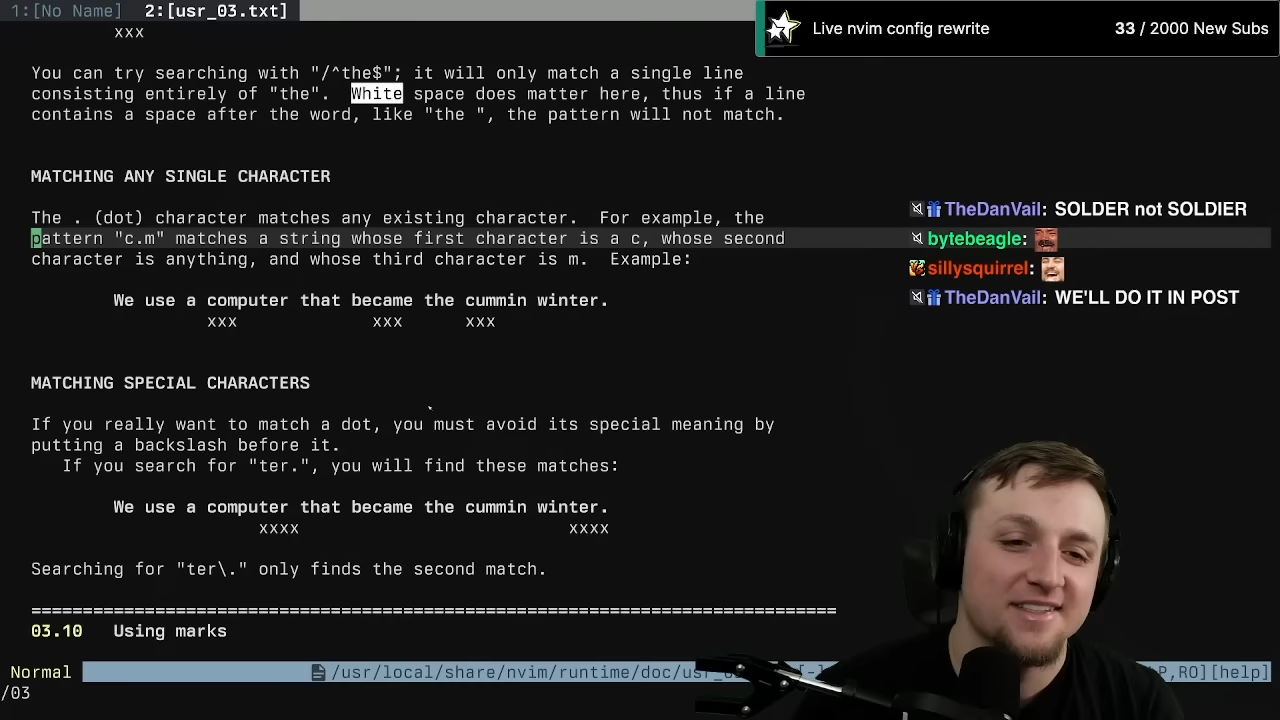 1:[No Name]  2:[usr_03.txt]
Live nvim config rewrite
33 / 2000 New Subs
xxx
You can try searching with "/^the$"; it will only match a single line
consisting entirely of "the".  White space does matter here, thus if a line
contains a space after the word, like "the ", the pattern will not match.
MATCHING ANY SINGLE CHARACTER
The . (dot) character matches any existing character.  For example, the
pattern "c.m" matches a string whose first character is a c, whose second
character is anything, and whose third character is m.  Example:
We use a computer that became the cummin winter.
xxx xxx xxx
TheDanVail: SOLDER not SOLDIER
bytebeagle:
sillysquirrel:
TheDanVail: WE'LL DO IT IN POST
MATCHING SPECIAL CHARACTERS
If you really want to match a dot, you must avoid its special meaning by
putting a backslash before it.
If you search for "ter.", you will find these matches:
We use a computer that became the cummin winter.
xxxx xxxx
Searching for "ter\." only finds the second match.
==============================================================================
03.10 Using marks
Normal /usr/local/share/nvim/runtime/doc/us [-] P,RO][help]
/03